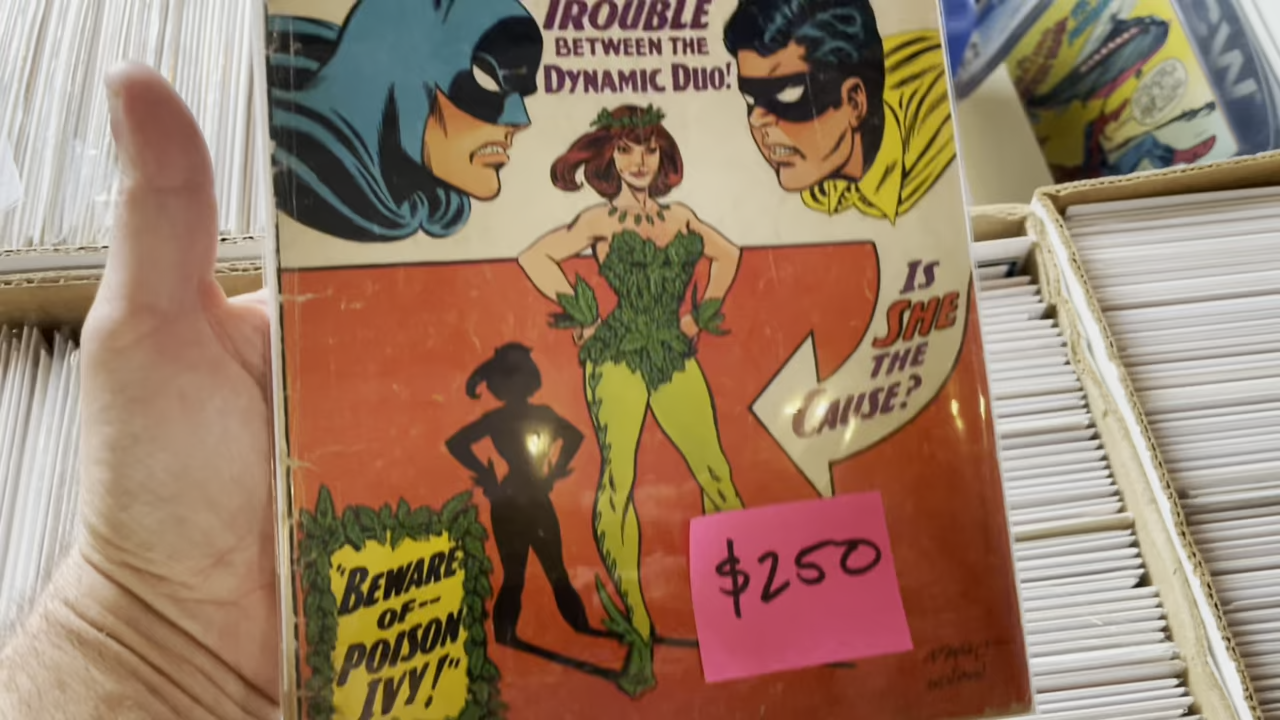 TROUBLE
BETWEEN THE
DYNAMIC DUO!
IS
SHE
THE
CAUSE?
$250
"BEWARE
OF--
POISON
IVY!"